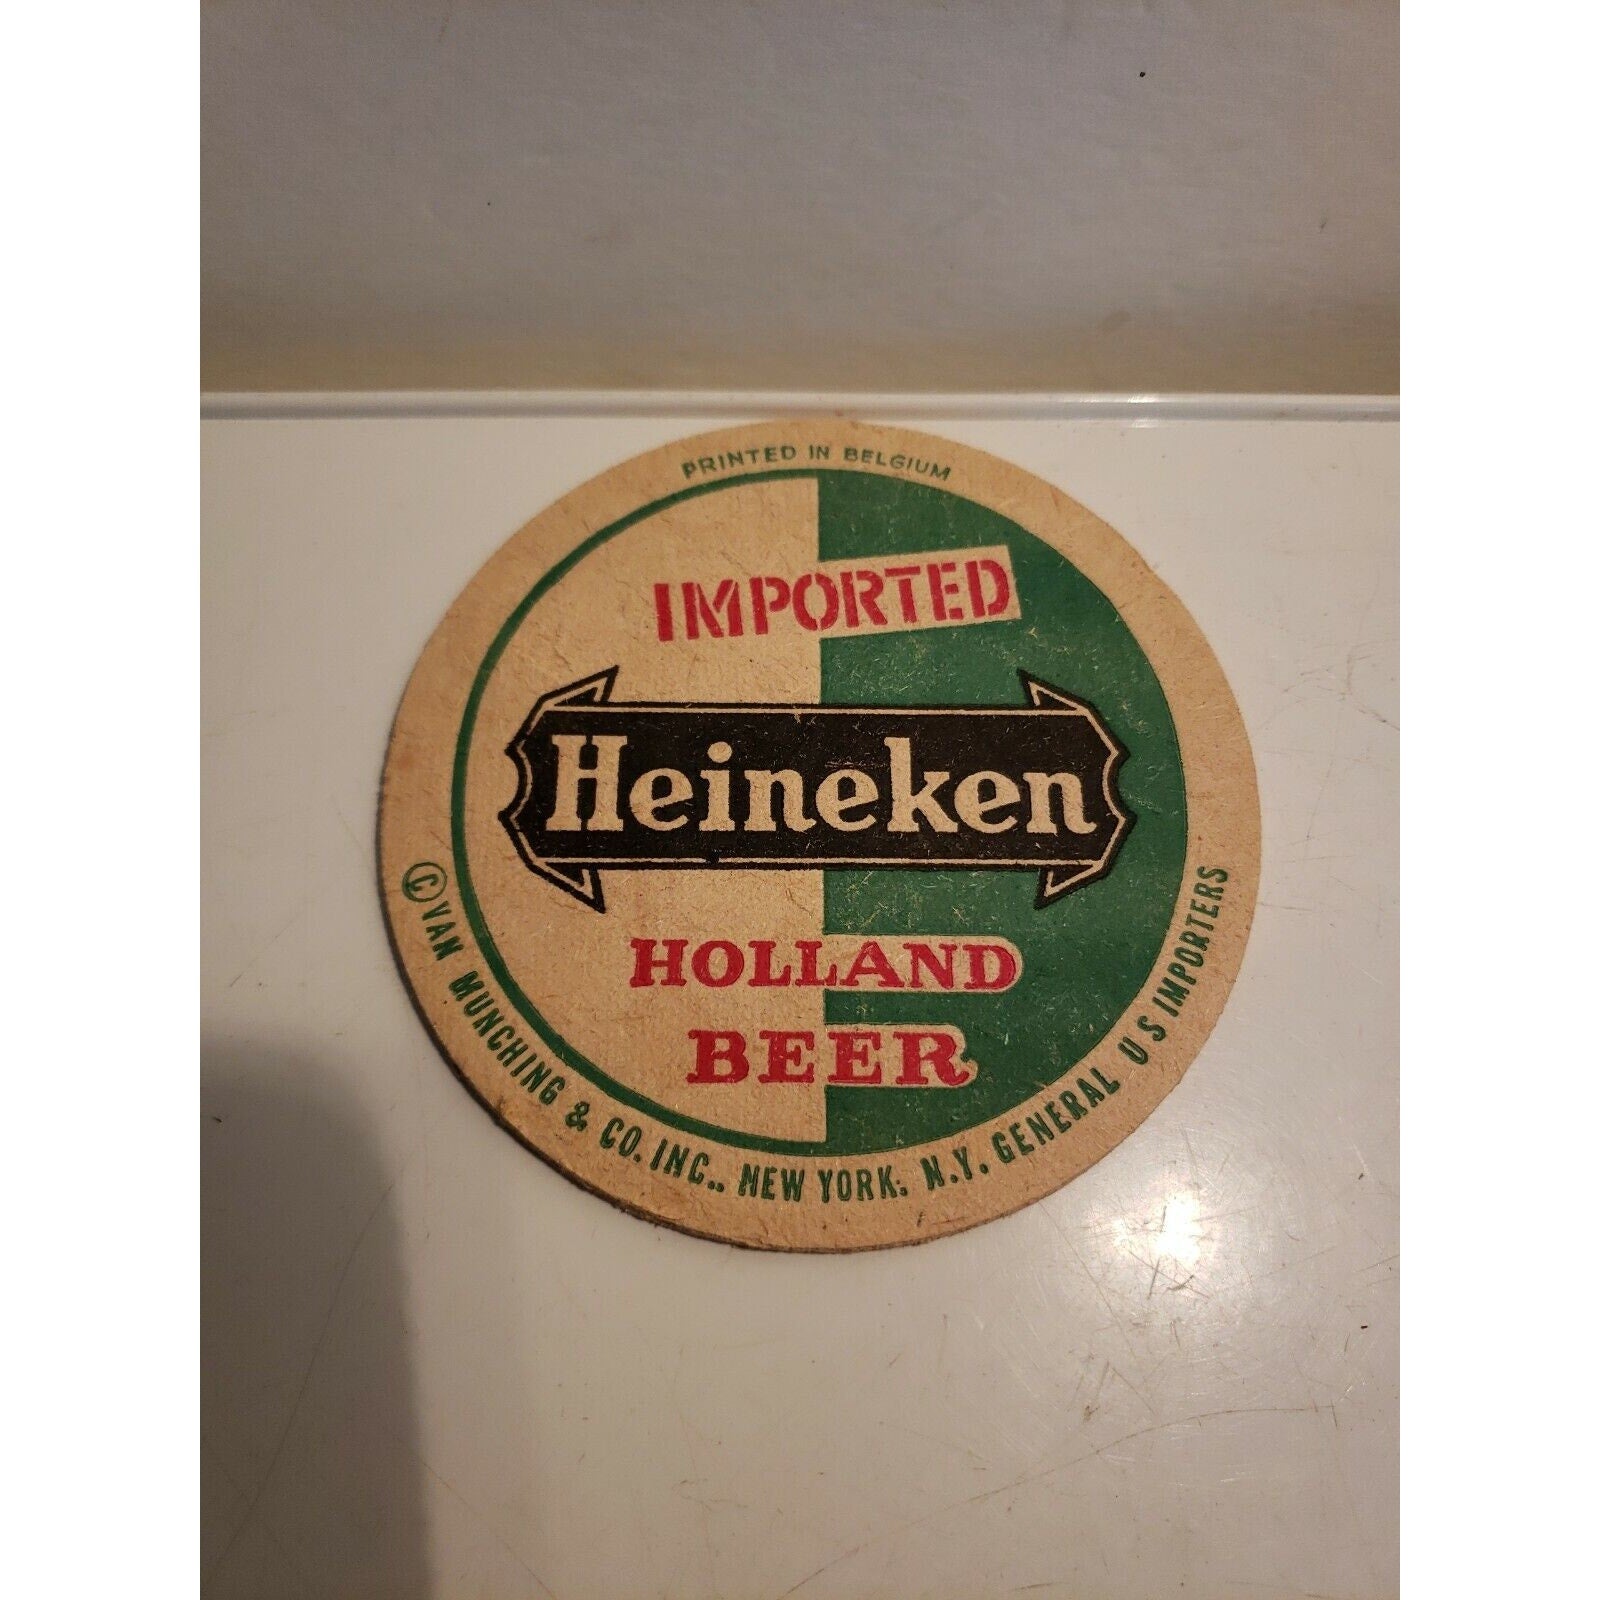 PRINTED IN BELGIUM
IMPORTED
Heineken
HOLLAND
BEER
© VAN MUNCHING & CO. INC., NEW YORK, N.Y. GENERAL U S IMPORTERS